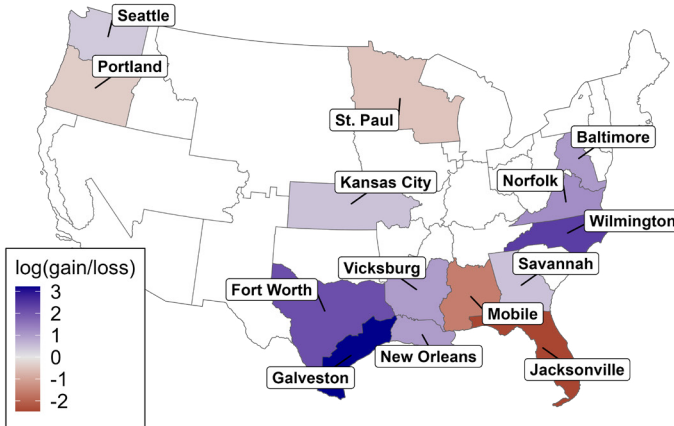 Seattle
Portland
St. Paul
Baltimore
Kansas City
Norfolk
Wilmington
log(gain/loss)
3
2
1
0
-1
-2
Vicksburg
Savannah
Fort Worth
Mobile
New Orleans
Galveston
Jacksonville